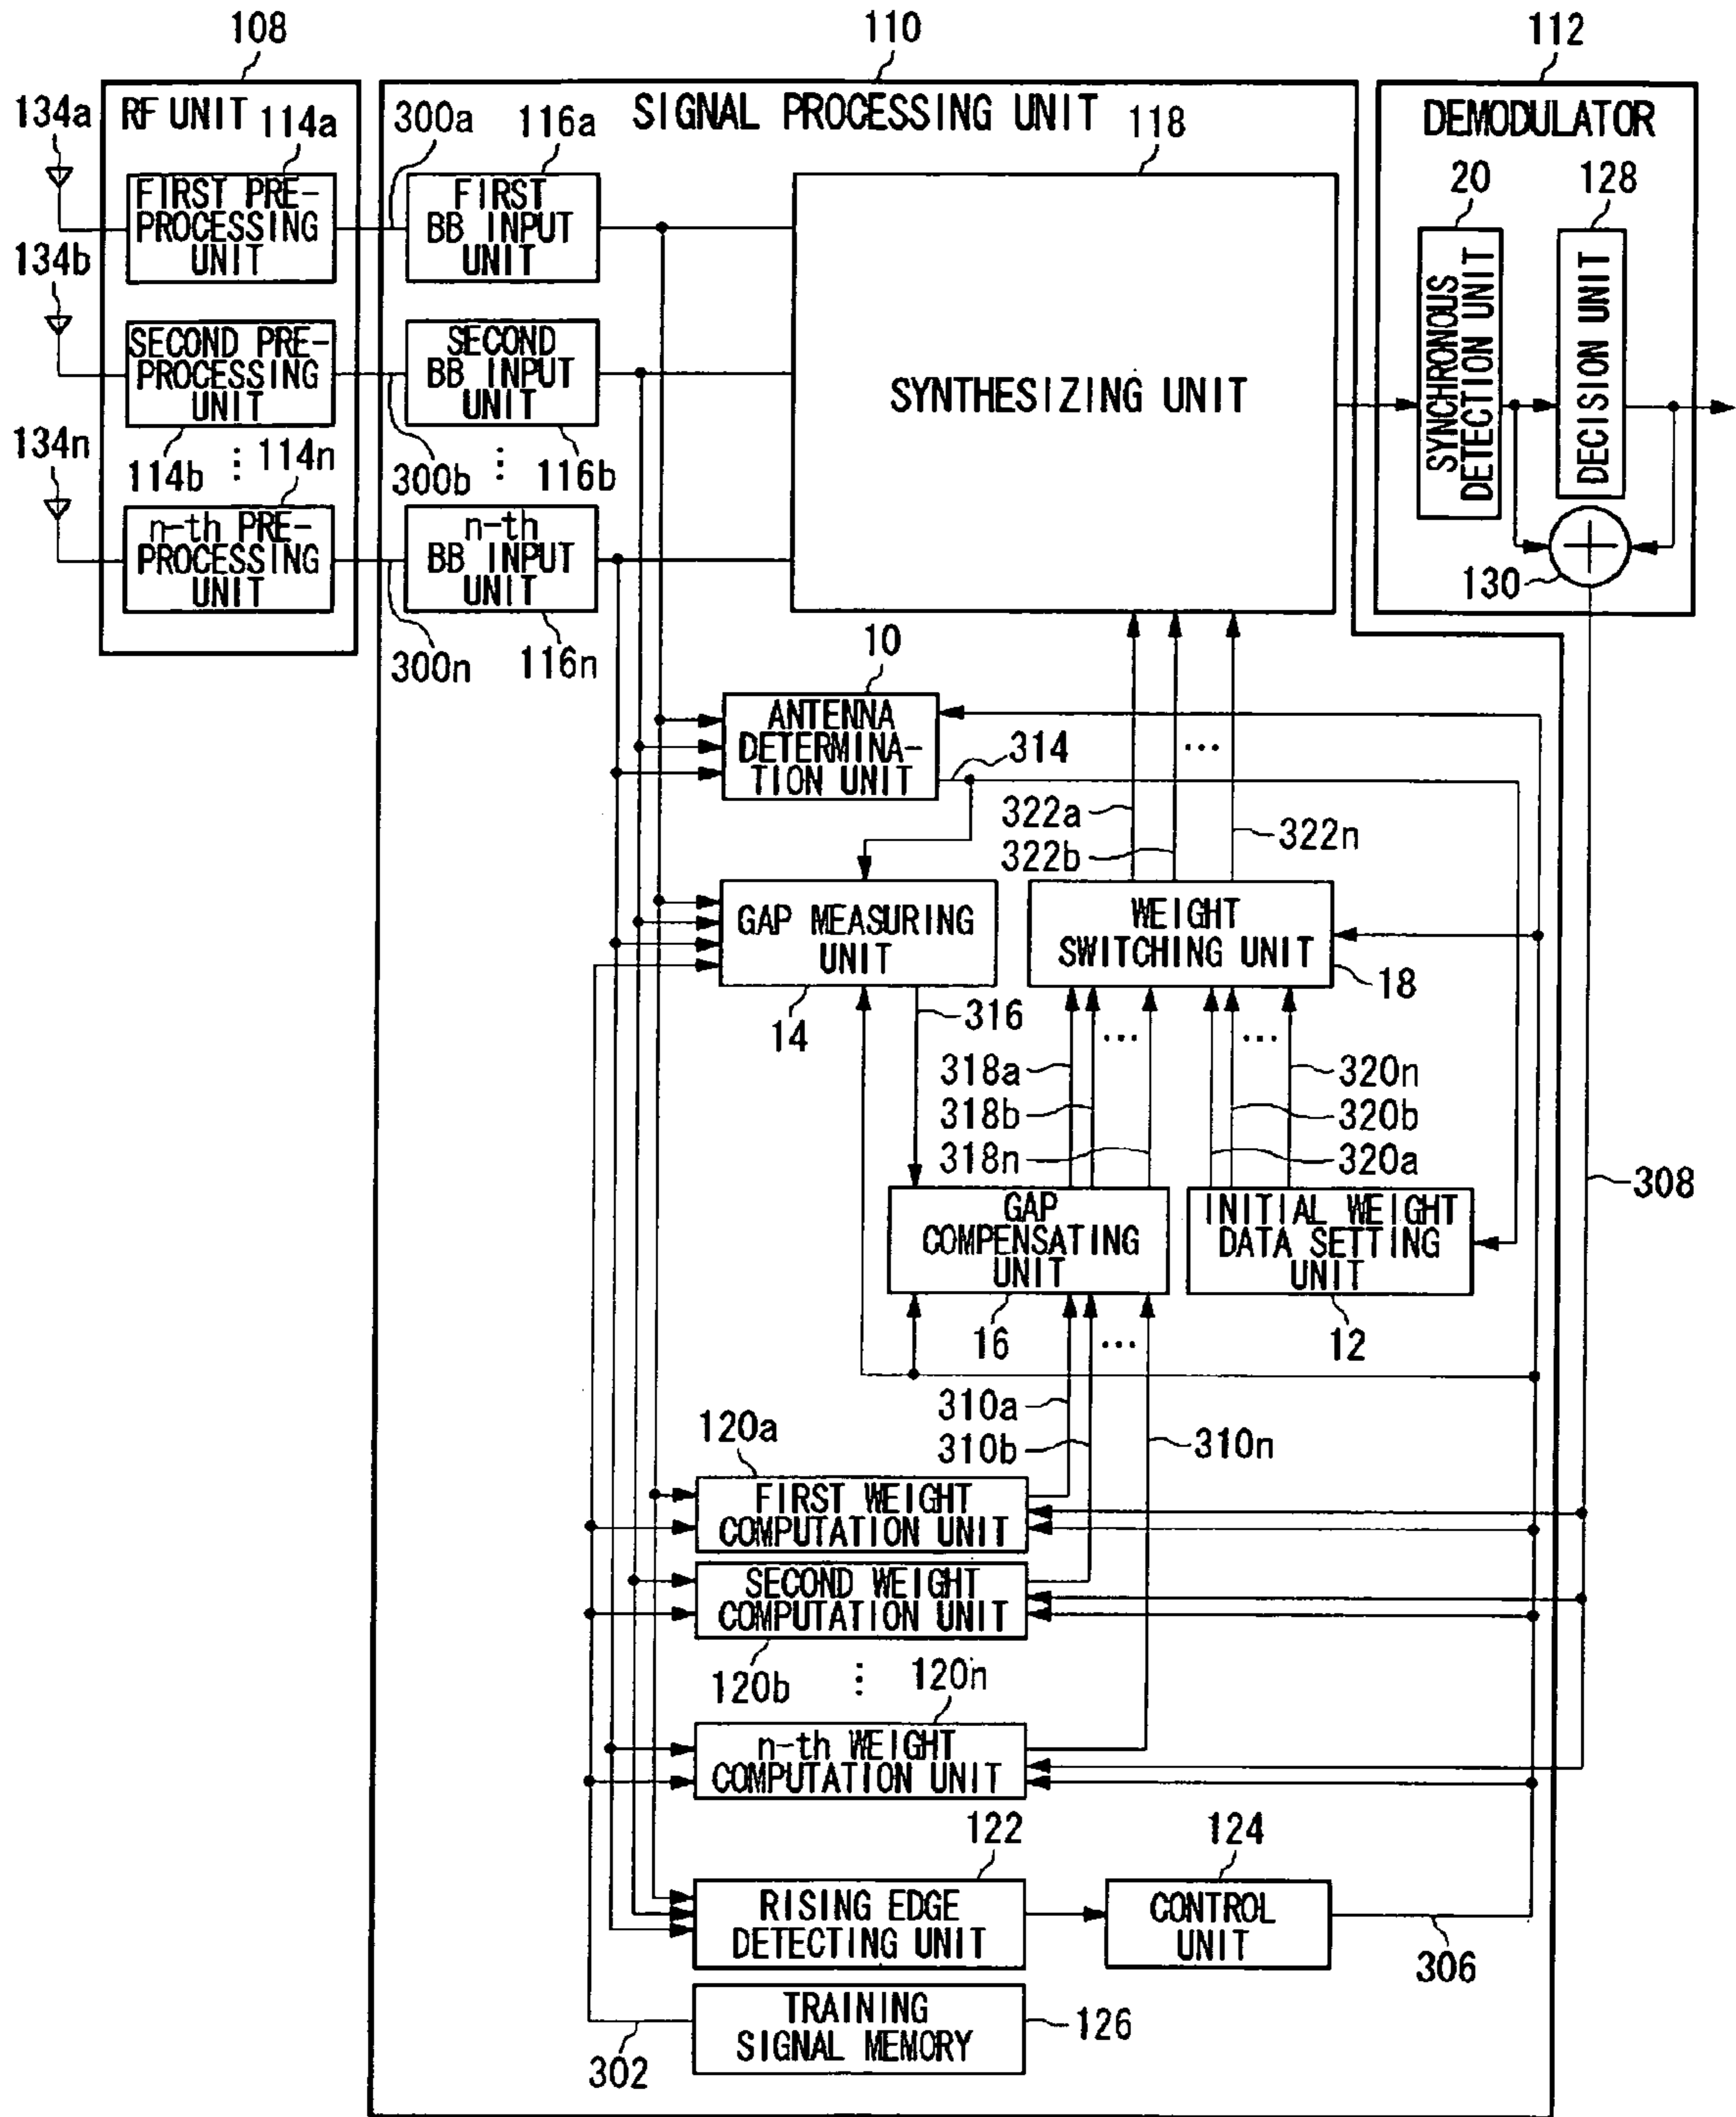 108
110
112
RF UNIT
SIGNAL PROCESSING UNIT
DEMODULATOR
134a
114a
300a
116a
118
20
128
FIRST PRE-
PROCESSING
UNIT
FIRST
BB INPUT
UNIT
134b
SECOND PRE-
PROCESSING
UNIT
SECOND
BB INPUT
UNIT
SYNTHESIZING UNIT
SYNCHRONOUS
DETECTION UNIT
DECISION UNIT
134n
114b
⋮
114n
300b
⋮
116b
n-th PRE-
PROCESSING
UNIT
n-th
BB INPUT
UNIT
130
300n
116n
10
ANTENNA
DETERMINA-
TION UNIT
314
...
322a
322b
322n
GAP MEASURING
UNIT
WEIGHT
SWITCHING UNIT
14
316
18
...
...
318a
318b
318n
320n
320b
320a
308
GAP
COMPENSATING
UNIT
INITIAL WEIGHT
DATA SETTING
UNIT
16
...
12
310a
310b
310n
120a
FIRST WEIGHT
COMPUTATION UNIT
SECOND WEIGHT
COMPUTATION UNIT
120b
⋮
120n
n-th WEIGHT
COMPUTATION UNIT
122
124
RISING EDGE
DETECTING UNIT
CONTROL
UNIT
306
TRAINING
SIGNAL MEMORY
126
302